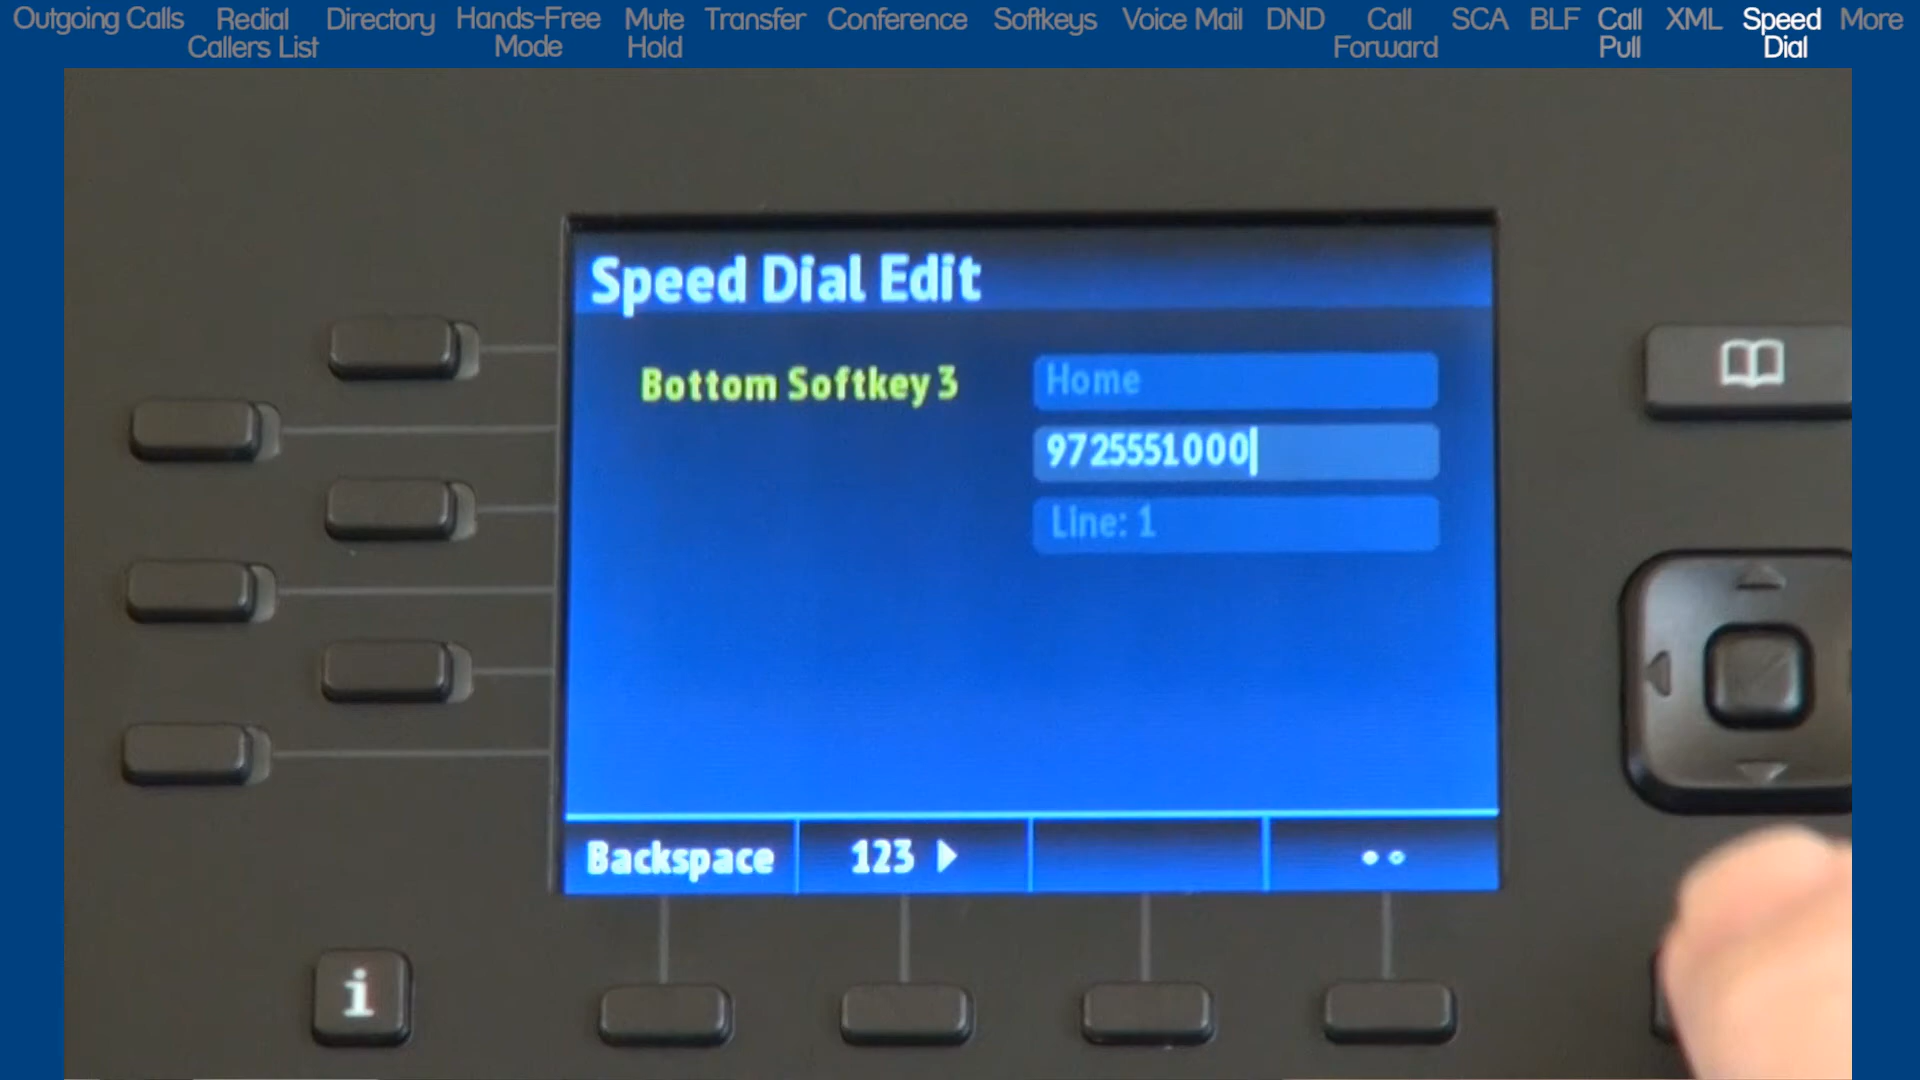 Outgoing Calls
Redial
Callers List
Directory
Hands-Free
Mode
Mute
Hold
Transfer
Conference
Softkeys
Voice Mail
DND
Call
Forward
SCA
BLF
Call
Pull
XML
Speed
Dial
More
Speed Dial Edit
Bottom Softkey 3
Home
9725551000
Line: 1
Backspace
123
i